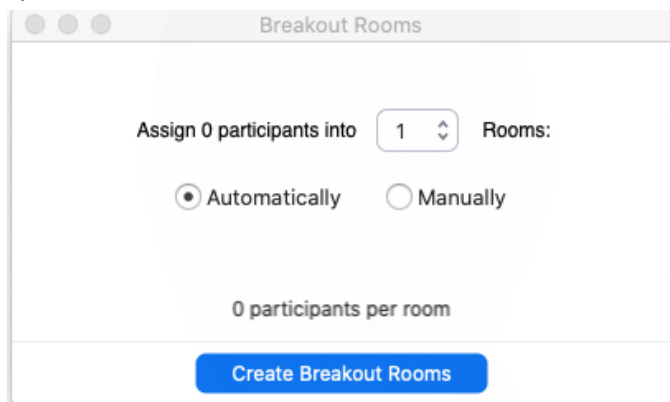 Breakout Rooms
Assign 0 participants into 1 Rooms:
Automatically Manually
0 participants per room
Create Breakout Rooms